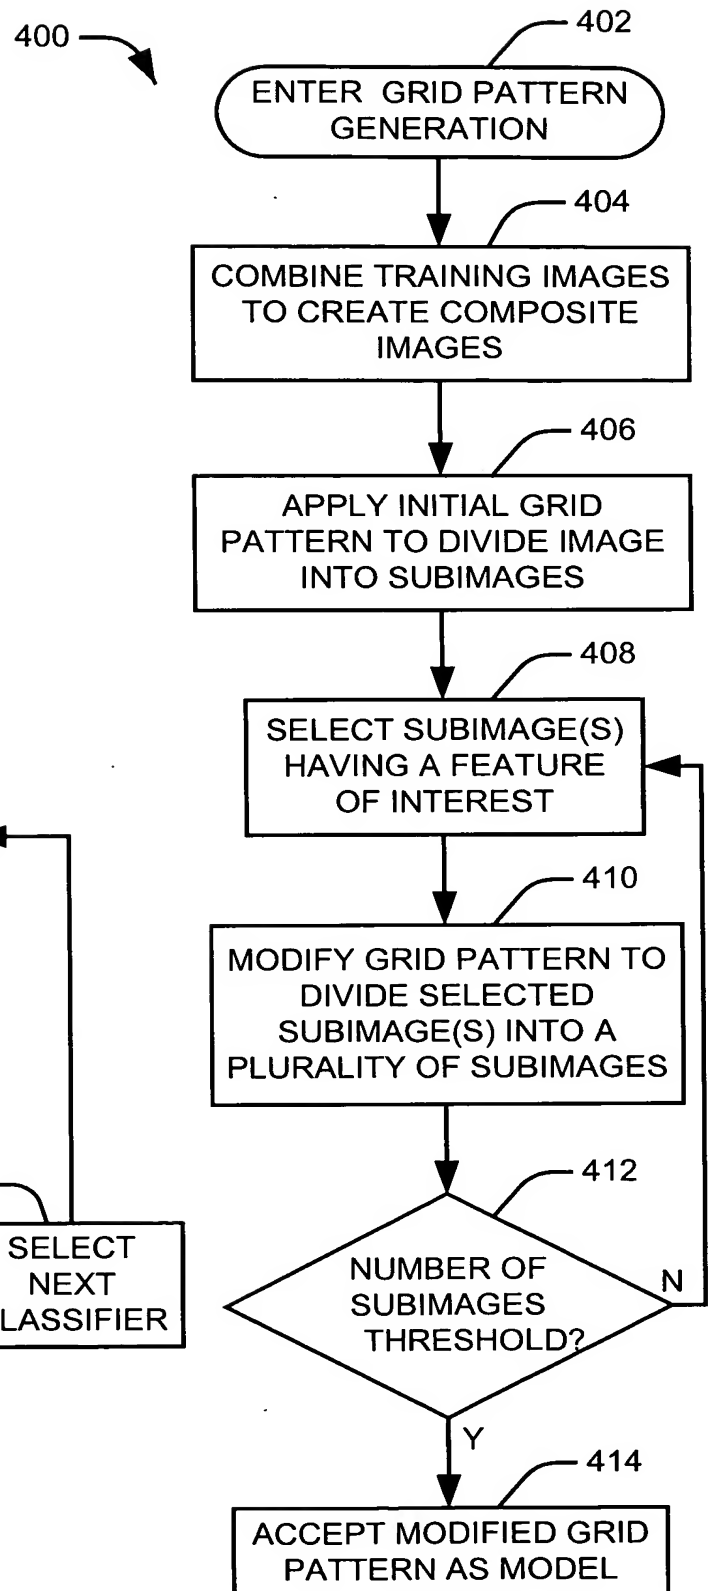 400
402
ENTER GRID PATTERN
GENERATION
404
COMBINE TRAINING IMAGES
TO CREATE COMPOSITE
IMAGES
406
APPLY INITIAL GRID
PATTERN TO DIVIDE IMAGE
INTO SUBIMAGES
408
SELECT SUBIMAGE(S)
HAVING A FEATURE
OF INTEREST
410
MODIFY GRID PATTERN TO
DIVIDE SELECTED
SUBIMAGE(S) INTO A
PLURALITY OF SUBIMAGES
412
NUMBER OF
SUBIMAGES
THRESHOLD?
N
Y
SELECT
NEXT
LASSIFIER
414
ACCEPT MODIFIED GRID
PATTERN AS MODEL